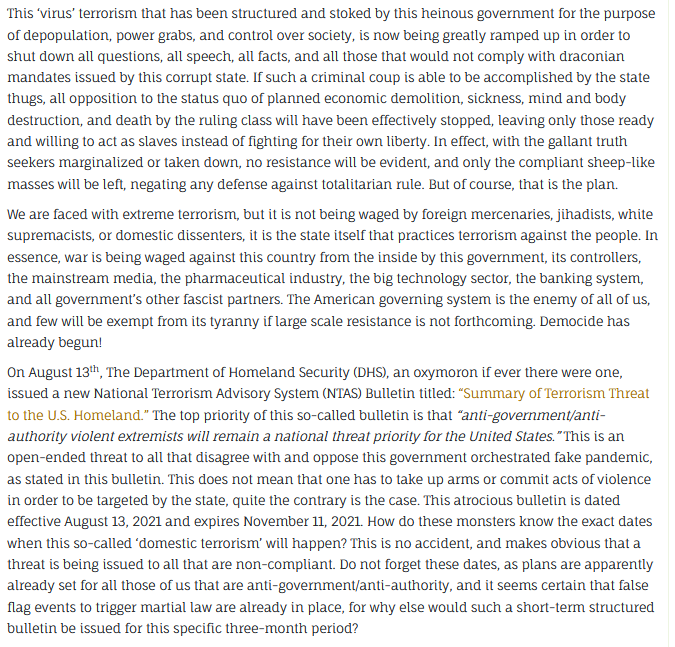 This ‘virus’ terrorism that has been structured and stoked by this heinous government for the purpose
of depopulation, power grabs, and control over society, is now being greatly ramped up in order to
shut down all questions, all speech, all facts, and all those that would not comply with draconian
mandates issued by this corrupt state. If such a criminal coup is able to be accomplished by the state
thugs, all opposition to the status quo of planned economic demolition, sickness, mind and body
destruction, and death by the ruling class will have been effectively stopped, leaving only those ready
and willing to act as slaves instead of fighting for their own liberty. In effect, with the gallant truth
seekers marginalized or taken down, no resistance will be evident, and only the compliant sheep-like
masses will be left, negating any defense against totalitarian rule. But of course, that is the plan.
We are faced with extreme terrorism, but it is not being waged by foreign mercenaries, jihadists, white
supremacists, or domestic dissenters, it is the state itself that practices terrorism against the people. In
essence, war is being waged against this country from the inside by this government, its controllers,
the mainstream media, the pharmaceutical industry, the big technology sector, the banking system,
and all government’s other fascist partners. The American governing system is the enemy of all of us,
and few will be exempt from its tyranny if large scale resistance is not forthcoming. Democide has
already begun!
On August 13th, The Department of Homeland Security (DHS), an oxymoron if ever there were one,
issued a new National Terrorism Advisory System (NTAS) Bulletin titled: “Summary of Terrorism Threat
to the U.S. Homeland.” The top priority of this so-called bulletin is that “anti-government/anti-
authority violent extremists will remain a national threat priority for the United States.” This is an
open-ended threat to all that disagree with and oppose this government orchestrated fake pandemic,
as stated in this bulletin. This does not mean that one has to take up arms or commit acts of violence
in order to be targeted by the state, quite the contrary is the case. This atrocious bulletin is dated
effective August 13, 2021 and expires November 11, 2021. How do these monsters know the exact dates
when this so-called ‘domestic terrorism’ will happen? This is no accident, and makes obvious that a
threat is being issued to all that are non-compliant. Do not forget these dates, as plans are apparently
already set for all those of us that are anti-government/anti-authority, and it seems certain that false
flag events to trigger martial law are already in place, for why else would such a short-term structured
bulletin be issued for this specific three-month period?